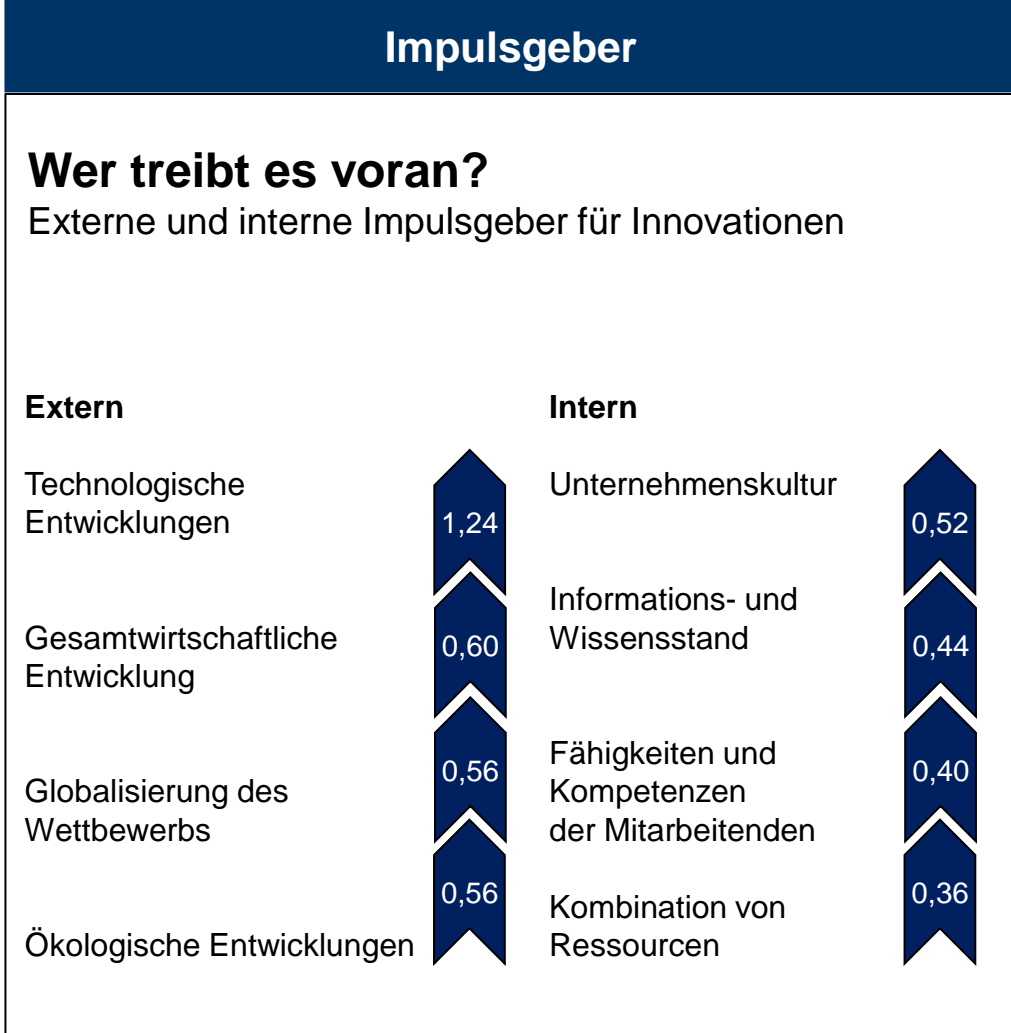 Impulsgeber
Wer treibt es voran?
Externe und interne Impulsgeber für Innovationen
Extern
Technologische
Entwicklungen
1,24
Gesamtwirtschaftliche
Entwicklung
0,60
Globalisierung des
Wettbewerbs
0,56
Ökologische Entwicklungen
0,56
Intern
Unternehmenskultur
0,52
Informations- und
Wissensstand
0,44
Fähigkeiten und
Kompetenzen
der Mitarbeitenden
0,40
Kombination von
Ressourcen
0,36